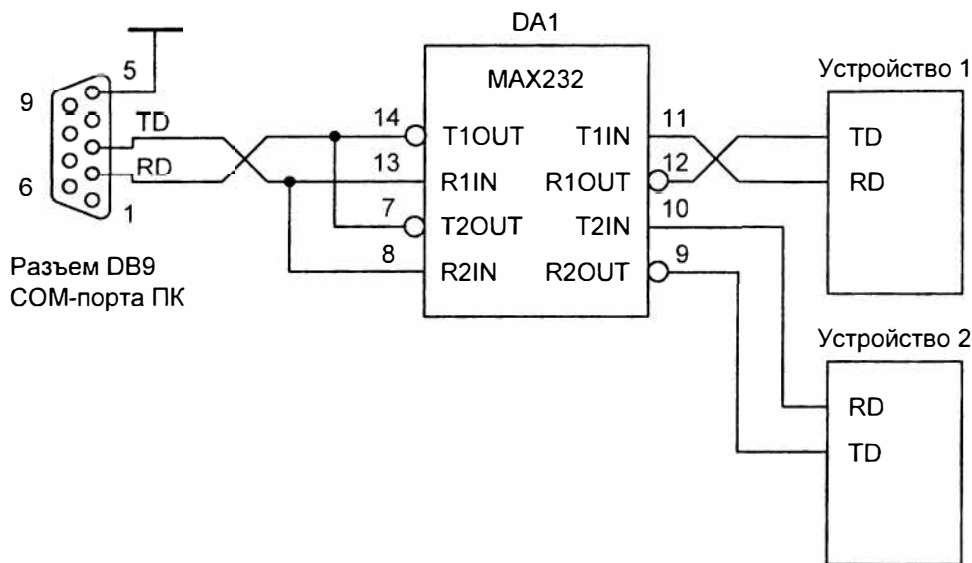 DA1
MAX232
Устройство 1
5
9
TD
RD
6
1
14
13
7
8
T1OUT
R1IN
T2OUT
R2IN
T1IN
R1OUT
T2IN
R2OUT
11
12
10
9
TD
RD
Разъем DB9
COM-порта ПК
Устройство 2
RD
TD